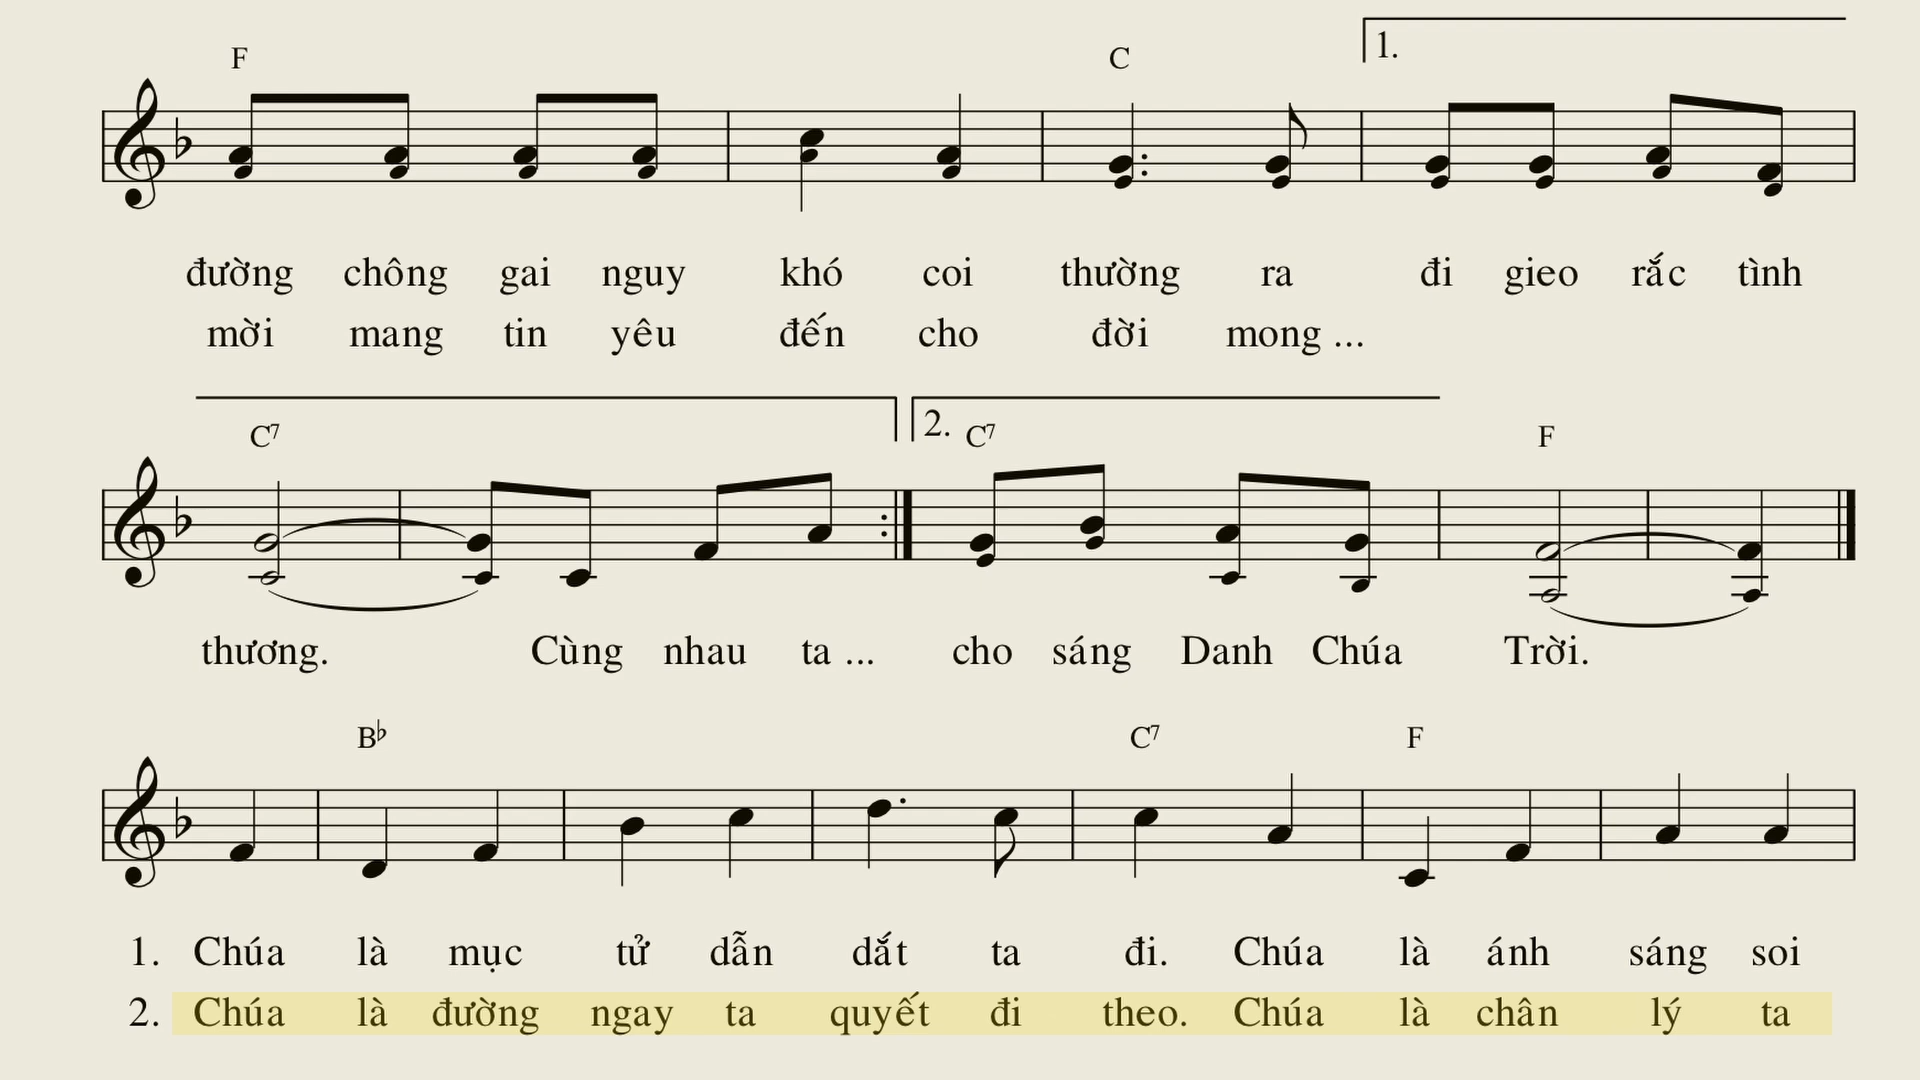 F C 1.
đường chông gai nguy khó coi thường ra đi gieo rắc tình
mời mang tin yêu đến cho đời mong ...
C7 2. C7 F
thương. Cùng nhau ta ... cho sáng Danh Chúa Trời.
B♭ C7 F
1. Chúa là mục tử dẫn dắt ta đi. Chúa là ánh sáng soi
2. Chúa là đường ngay ta quyết đi theo. Chúa là chân lý ta